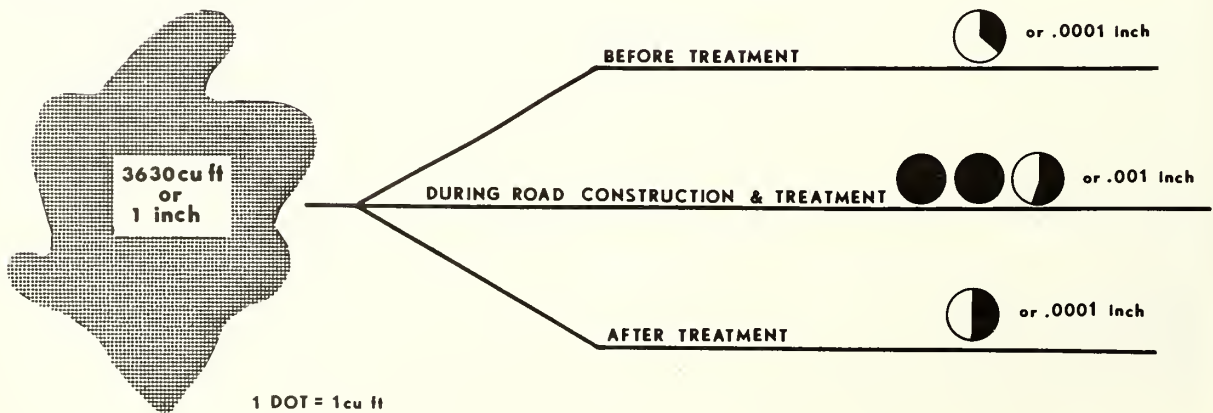 3630 cu ft
or
1 inch
BEFORE TREATMENT
or .0001 Inch
DURING ROAD CONSTRUCTION & TREATMENT
or .001 Inch
AFTER TREATMENT
or .0001 Inch
1 DOT = 1 cu ft